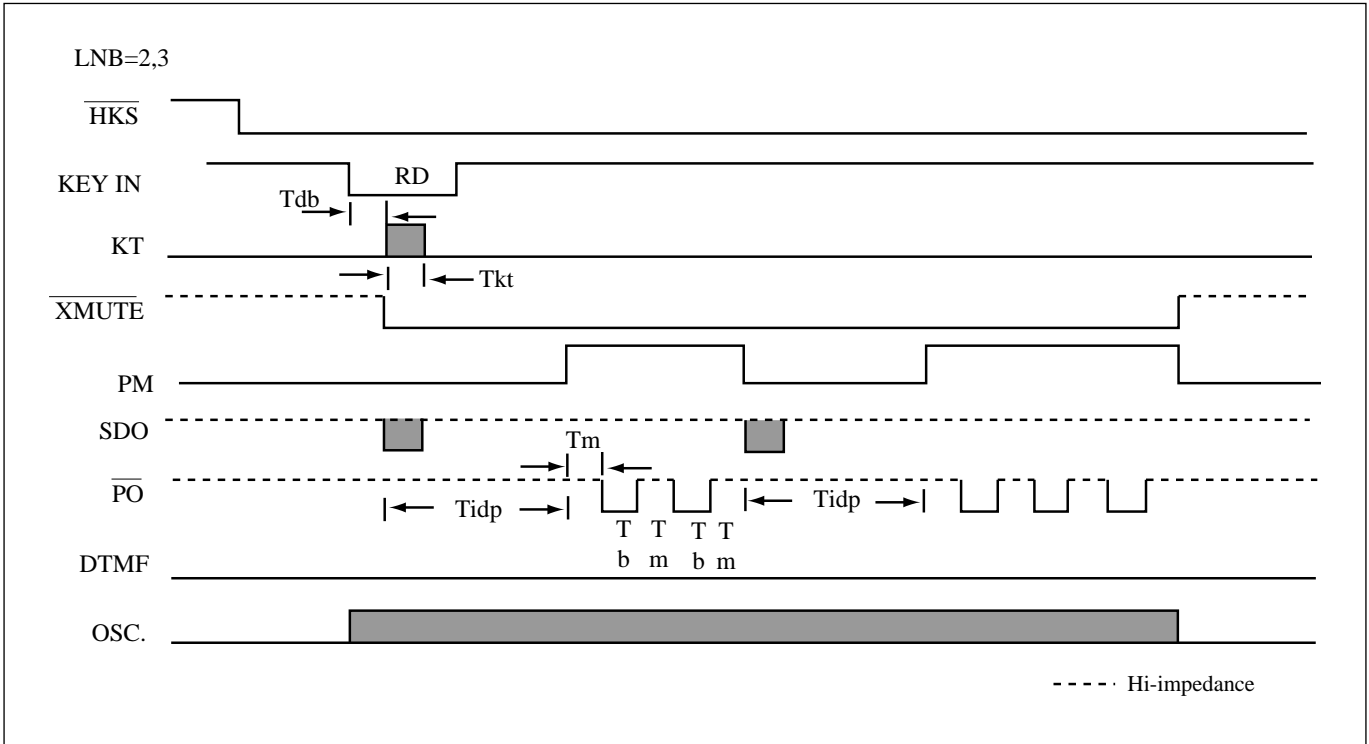 LNB=2,3
HKS
KEY IN
RD
Tdb
KT
Tkt
XMUTE
PM
SDO
Tm
PO
Tidp
Tidp
T T T T
b m b m
DTMF
OSC.
Hi-impedance